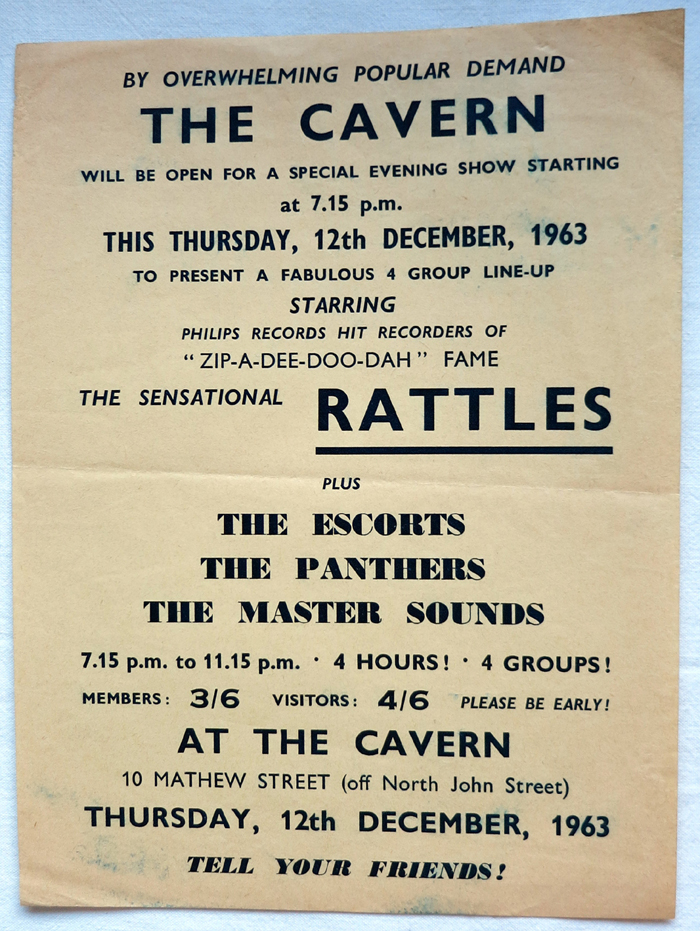 BY OVERWHELMING POPULAR DEMAND
THE CAVERN
WILL BE OPEN FOR A SPECIAL EVENING SHOW STARTING
at 7.15 p.m.
THIS THURSDAY, 12th DECEMBER, 1963
TO PRESENT A FABULOUS 4 GROUP LINE-UP
STARRING
PHILIPS RECORDS HIT RECORDERS OF
“ZIP-A-DEE-DOO-DAH” FAME
THE SENSATIONAL RATTLES
PLUS
THE ESCORTS
THE PANTHERS
THE MASTER SOUNDS
7.15 p.m. to 11.15 p.m. · 4 HOURS! · 4 GROUPS!
MEMBERS: 3/6 VISITORS: 4/6 PLEASE BE EARLY!
AT THE CAVERN
10 MATHEW STREET (off North John Street)
THURSDAY, 12th DECEMBER, 1963
TELL YOUR FRIENDS!